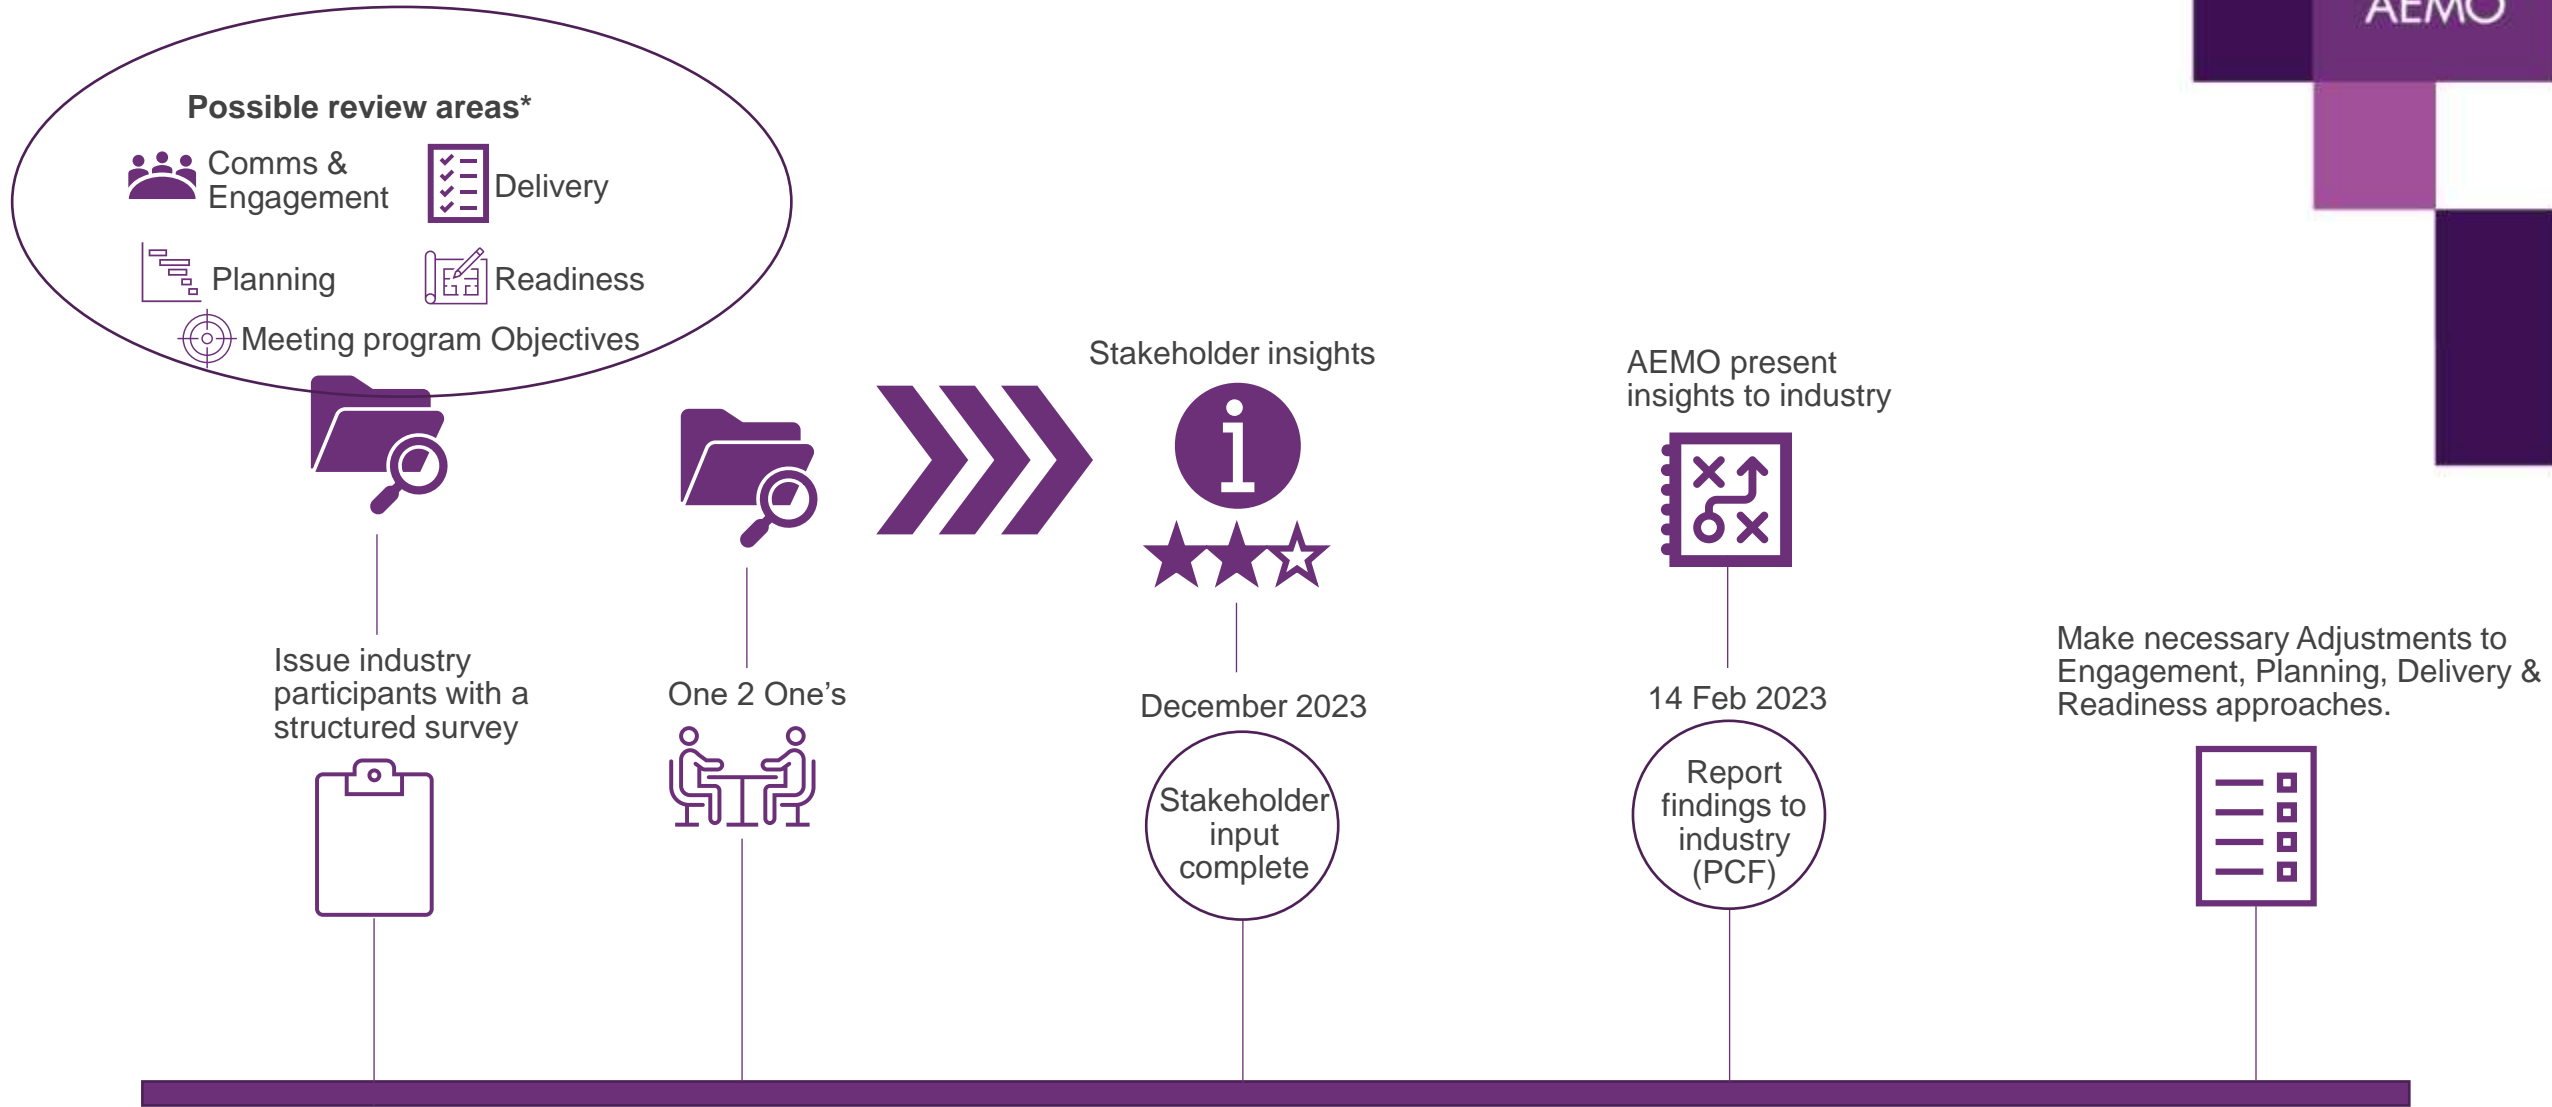 AEMO
Possible review areas*
Comms &
Engagement
Delivery
Planning
Readiness
Meeting program Objectives
Stakeholder insights
AEMO present
insights to industry
Issue industry
participants with a
structured survey
One 2 One’s
December 2023
Stakeholder
input
complete
14 Feb 2023
Report
findings to
industry
(PCF)
Make necessary Adjustments to
Engagement, Planning, Delivery &
Readiness approaches.